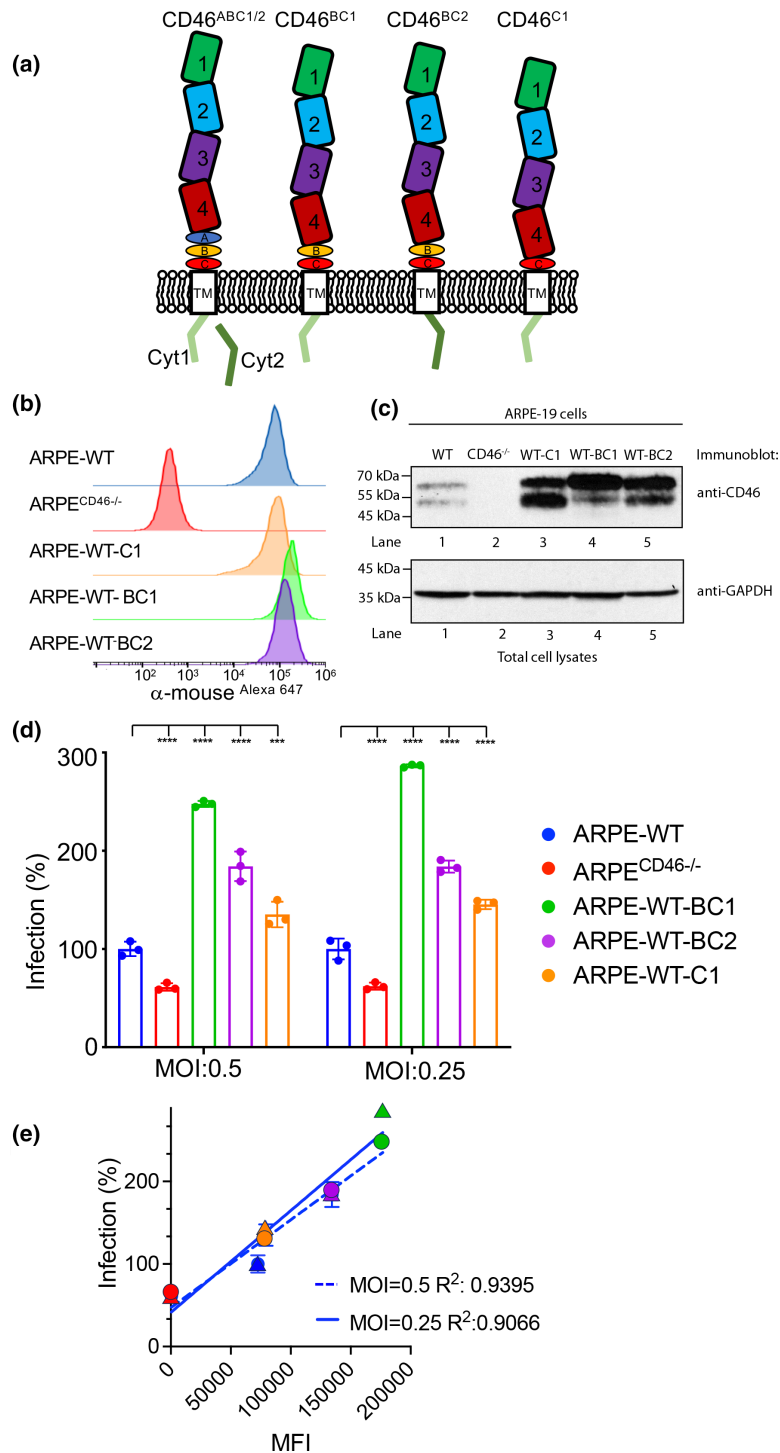 CD46ABC1/2 CD46BC1 CD46BC2 CD46C1
(a)
1 1 1 1
2 2 2 2
3 3 3 3
4 4 4 4
A
B B B
C C C C
TM TM TM TM
Cyt1 Cyt2
(b)
ARPE-WT
ARPECD46-/-
ARPE-WT-C1
ARPE-WT- BC1
ARPE-WT-BC2
10² 10³ 10⁴ 10⁵ 10⁶
α-mouse Alexa 647
(c)
ARPE-19 cells
WT CD46-/- WT-C1 WT-BC1 WT-BC2 Immunoblot:
70 kDa
55 kDa
45 kDa
anti-CD46
Lane 1 2 3 4 5
45 kDa
35 kDa
anti-GAPDH
Lane 1 2 3 4 5
Total cell lysates
(d)
**** **** **** *** **** **** **** ****
300
200
100
0
Infection (%)
MOI:0.5 MOI:0.25
ARPE-WT
ARPECD46-/-
ARPE-WT-BC1
ARPE-WT-BC2
ARPE-WT-C1
(e)
200
100
0
Infection (%)
MOI=0.5 R²: 0.9395
MOI=0.25 R²:0.9066
0 50000 100000 150000 200000
MFI